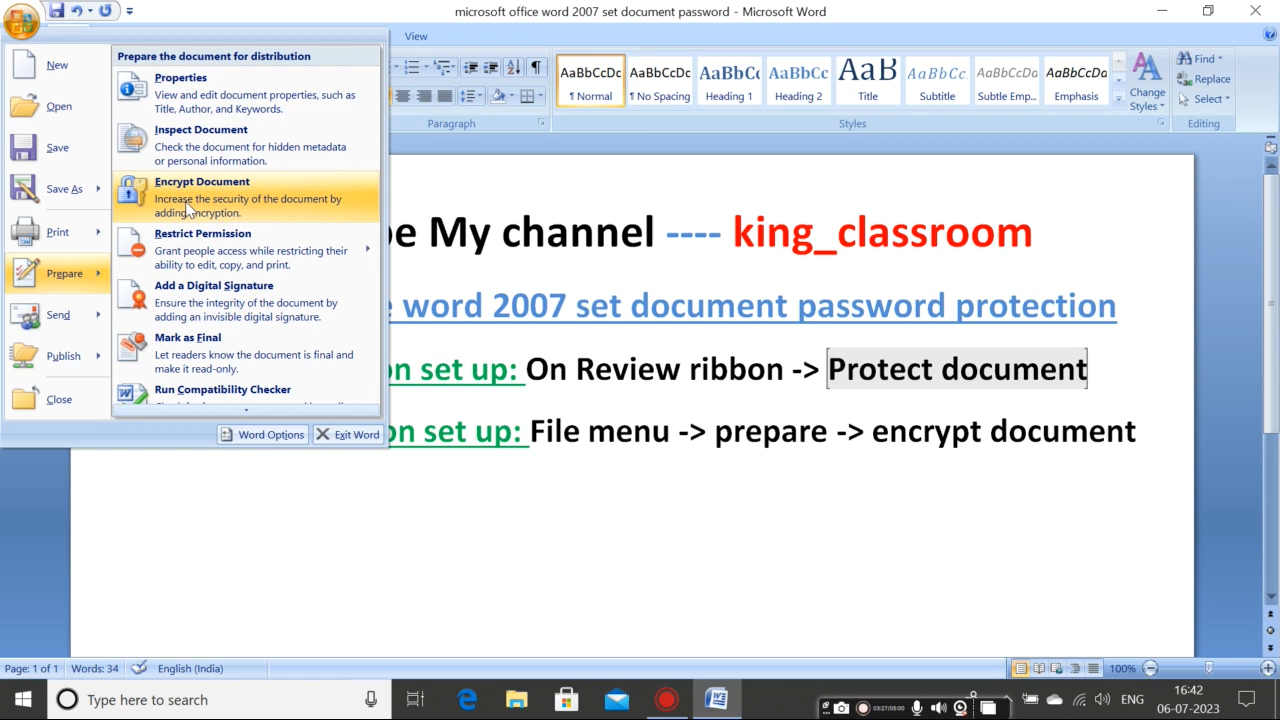 microsoft office word 2007 set document password - Microsoft Word
View
New
Open
Save
Save As
Print
Prepare
Send
Publish
Close
Prepare the document for distribution
Properties
View and edit document properties, such as
Title, Author, and Keywords.
Inspect Document
Check the document for hidden metadata
or personal information.
Encrypt Document
Increase the security of the document by
adding encryption.
Restrict Permission
Grant people access while restricting their
ability to edit, copy, and print.
Add a Digital Signature
Ensure the integrity of the document by
adding an invisible digital signature.
Mark as Final
Let readers know the document is final and
make it read-only.
Run Compatibility Checker
Word Options
Exit Word
Paragraph
AaBbCcDc
¶ Normal
AaBbCcDc
¶ No Spacing
AaBbCc
Heading 1
AaBbCc
Heading 2
AaB
Title
AaBbCc.
Subtitle
AaBbCcDa
Subtle Emp...
AaBbCcDa
Emphasis
Change
Styles
Styles
Find
Replace
Select
Editing
My channel ---- king_classroom
word 2007 set document password protection
set up: On Review ribbon -> Protect document
set up: File menu -> prepare -> encrypt document
Page: 1 of 1
Words: 34
English (India)
100%
Type here to search
03:27/05:00
ENG
16:42
06-07-2023